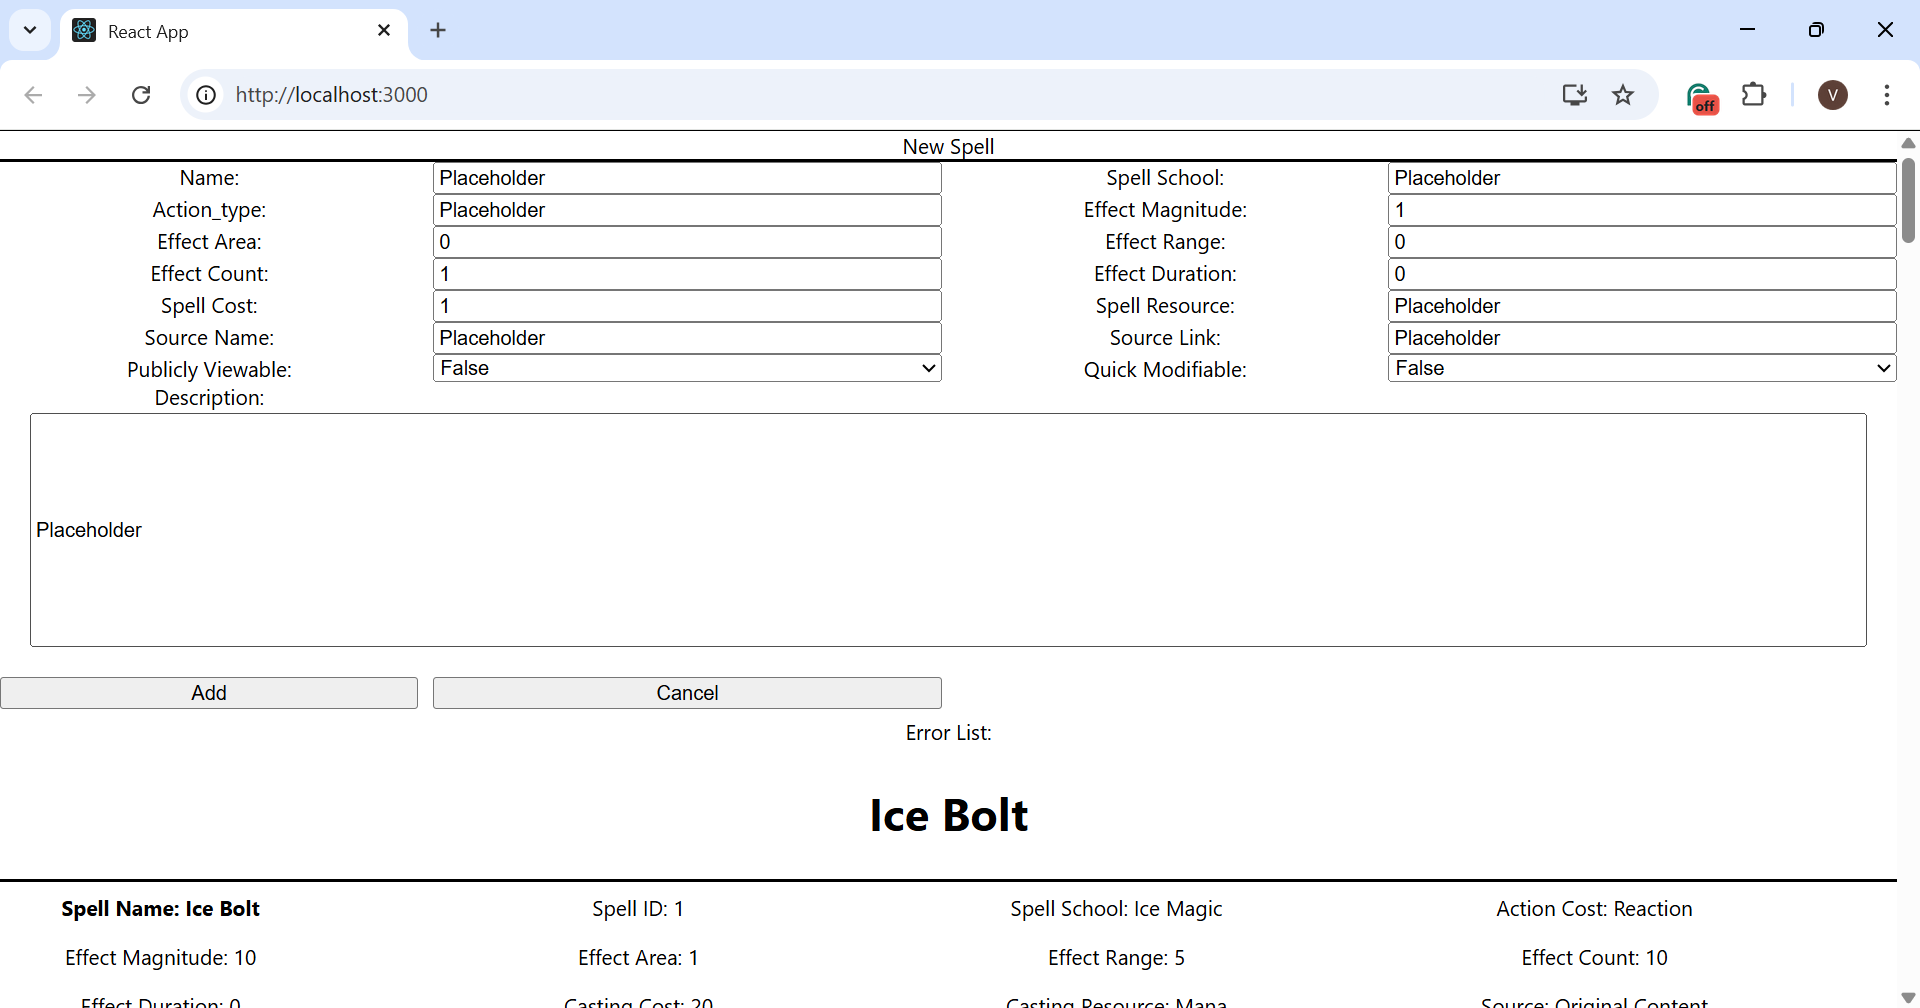 React App
http://localhost:3000
off
V
New Spell
Name: Placeholder Spell School: Placeholder
Action_type: Placeholder Effect Magnitude: 1
Effect Area: 0 Effect Range: 0
Effect Count: 1 Effect Duration: 0
Spell Cost: 1 Spell Resource: Placeholder
Source Name: Placeholder Source Link: Placeholder
Publicly Viewable: False Quick Modifiable: False
Description:
Placeholder
Add Cancel
Error List:
Ice Bolt
Spell Name: Ice Bolt Spell ID: 1 Spell School: Ice Magic Action Cost: Reaction
Effect Magnitude: 10 Effect Area: 1 Effect Range: 5 Effect Count: 10
Effect Duration: 0 Casting Cost: 20 Casting Resource: Mana Source: Original Content